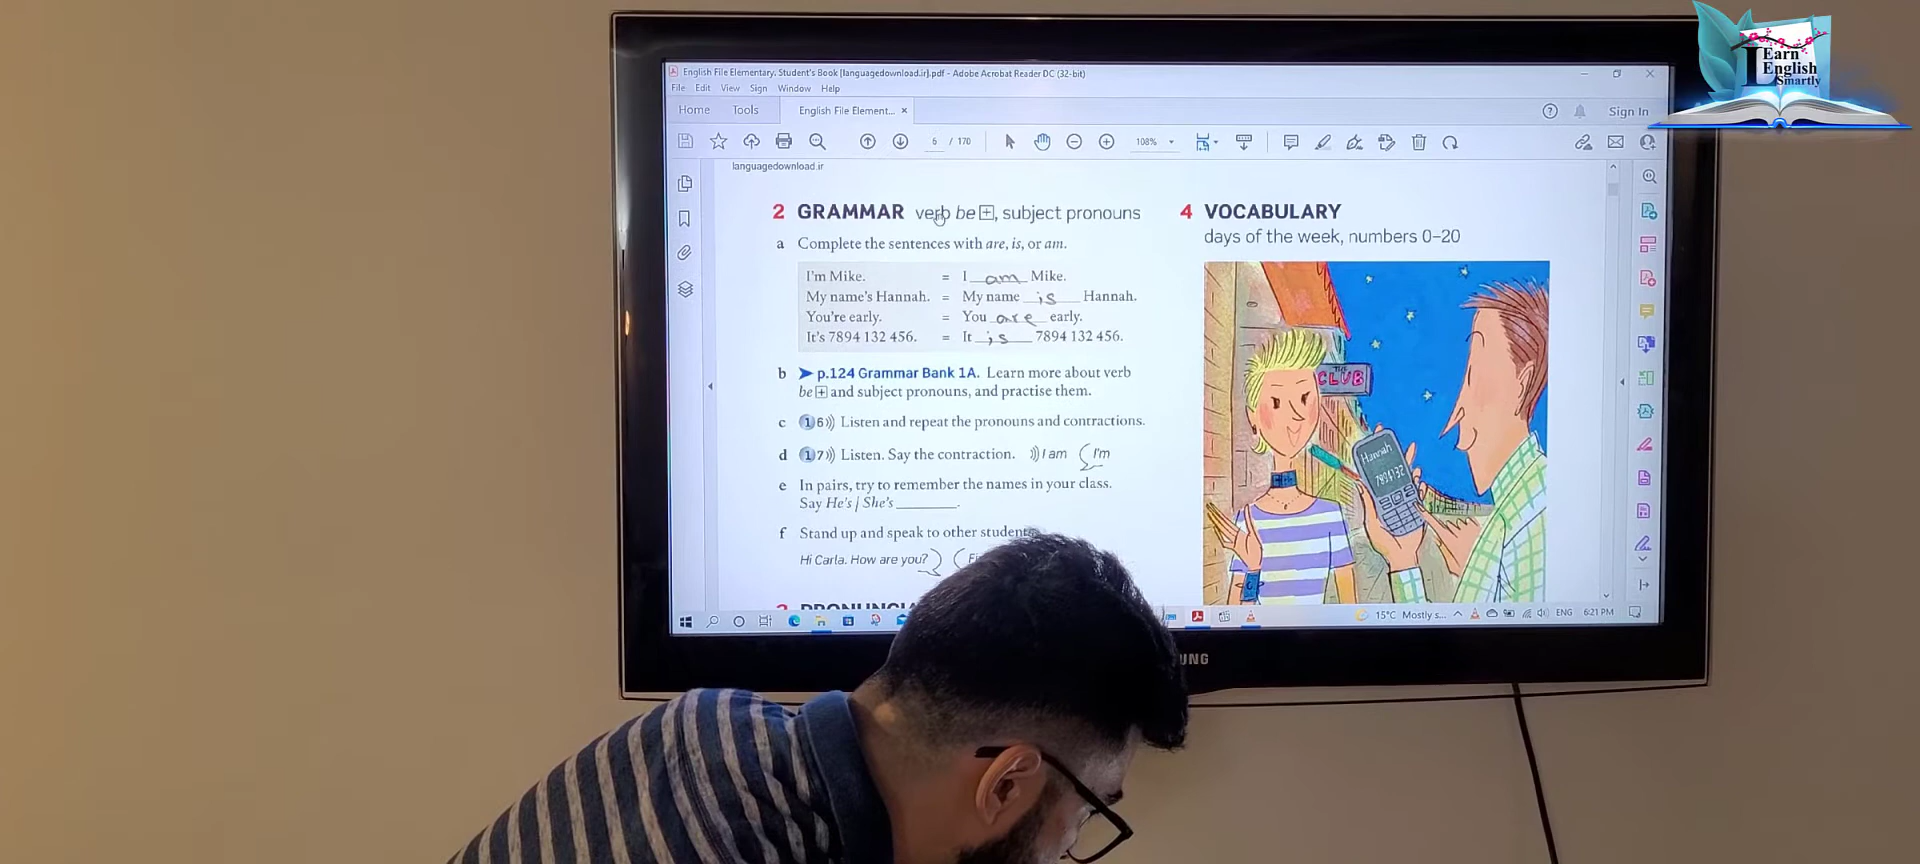 English File Elementary. Student's Book [languagedownload.ir].pdf - Adobe Acrobat Reader DC (32-bit)
File Edit View Sign Window Help
Home Tools English File Element... × Sign In
6 / 170 108%
languagedownload.ir
2 GRAMMAR verb be +, subject pronouns
a Complete the sentences with are, is, or am.
I'm Mike. = I am Mike.
My name's Hannah. = My name is Hannah.
You're early. = You are early.
It's 7894 132 456. = It is 7894 132 456.
b ➤ p.124 Grammar Bank 1A. Learn more about verb
be + and subject pronouns, and practise them.
c 1 6)) Listen and repeat the pronouns and contractions.
d 1 7)) Listen. Say the contraction. ))) I am I'm
e In pairs, try to remember the names in your class.
Say He's / She's ________.
f Stand up and speak to other student
Hi Carla. How are you?
4 VOCABULARY
days of the week, numbers 0–20
THE
CLUB
Hannah
7894132
15°C Mostly s... ENG 6:21 PM
UNG
Learn
English
Smartly